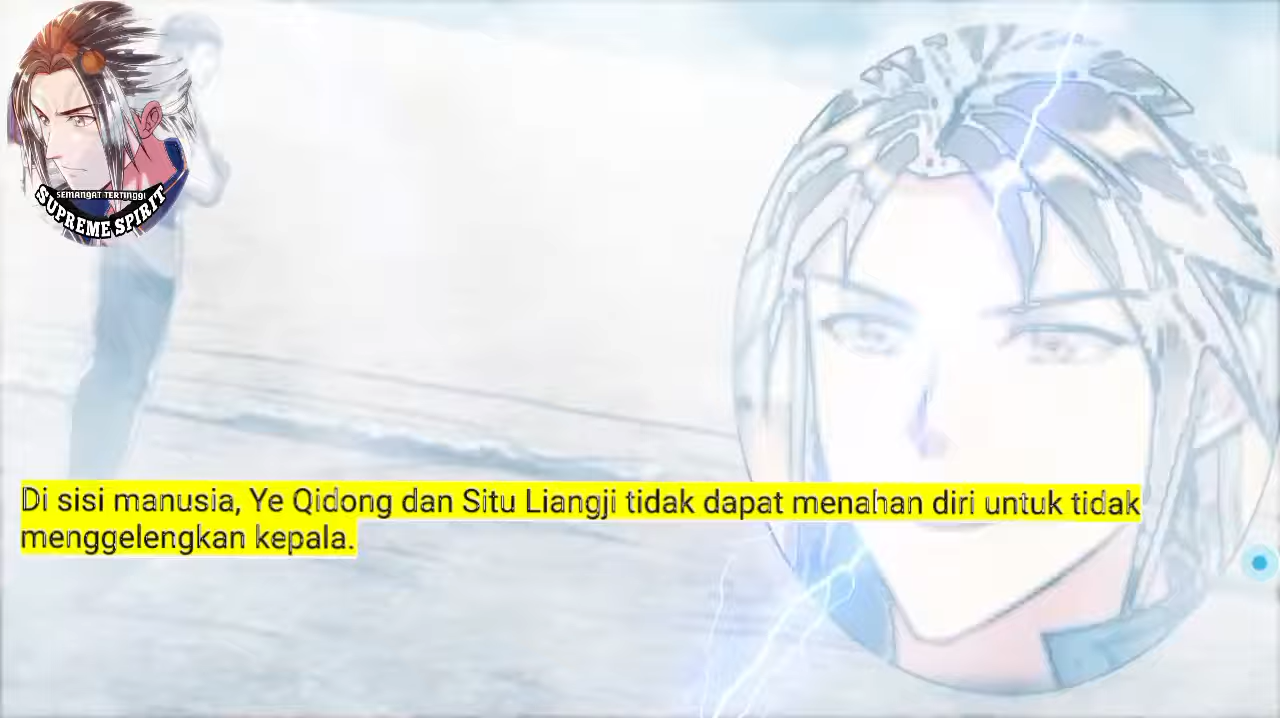 SEMANGAT TERTINGGI
SUPREME SPIRIT
Di sisi manusia, Ye Qidong dan Situ Liangji tidak dapat menahan diri untuk tidak
menggelengkan kepala.